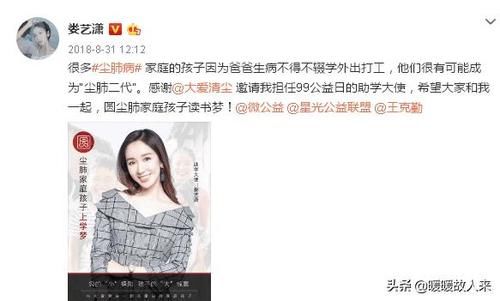 娄艺潇
2018-8-31 12:12
很多#尘肺病# 家庭的孩子因为爸爸生病不得不辍学外出打工，他们很有可能成
为"尘肺二代"。感谢@大爱清尘 邀请我担任99公益日的助学大使，希望大家和我
一起，圆尘肺家庭孩子读书梦！@微公益 @星光公益联盟 @王克勤
圆
尘肺家庭孩子上学梦
头条 @暖暖故人来